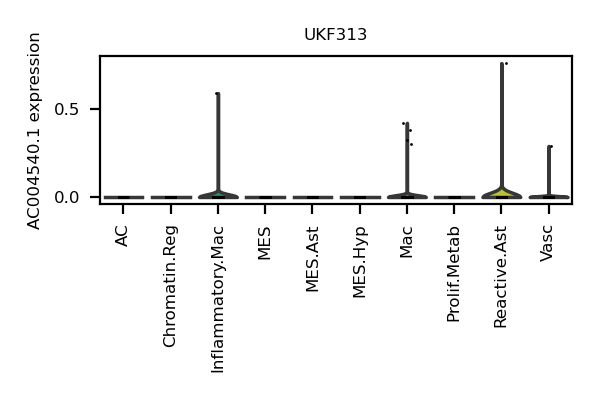 UKF313
AC004540.1 expression
0.5
0.0
AC
Chromatin.Reg
Inflammatory.Mac
MES
MES.Ast
MES.Hyp
Mac
Prolif.Metab
Reactive.Ast
Vasc